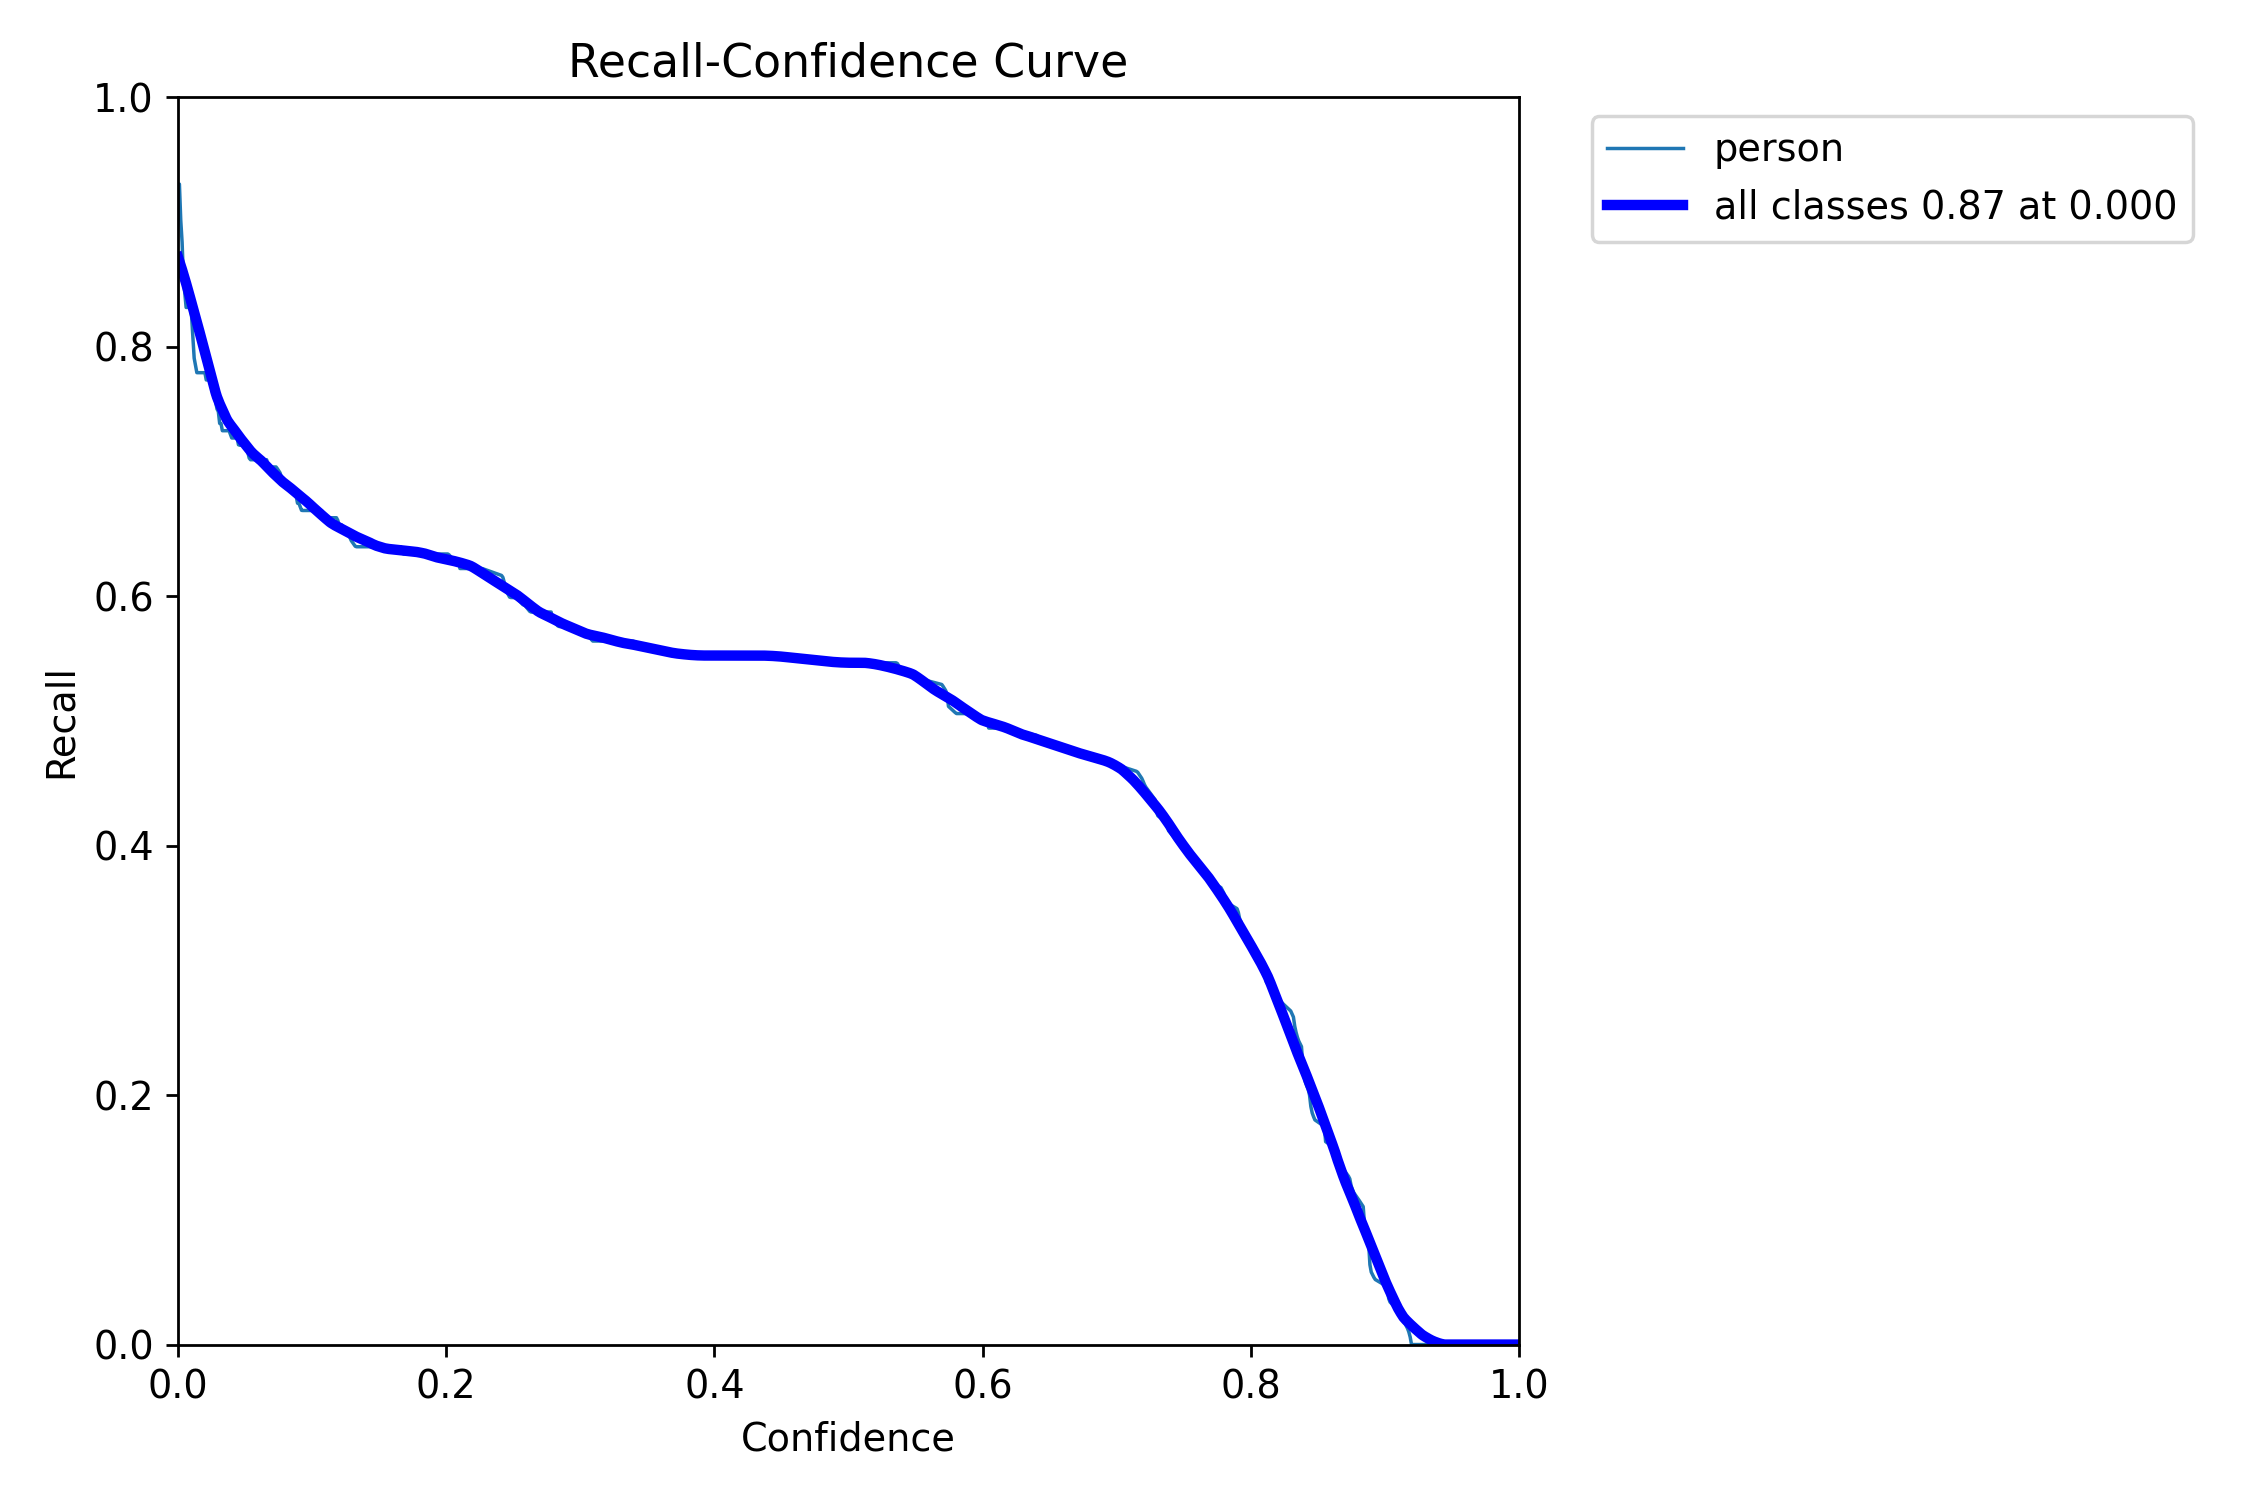 Recall-Confidence Curve
person
all classes 0.87 at 0.000
1.0
0.8
0.6
0.4
0.2
0.0
Recall
0.0 0.2 0.4 0.6 0.8 1.0
Confidence